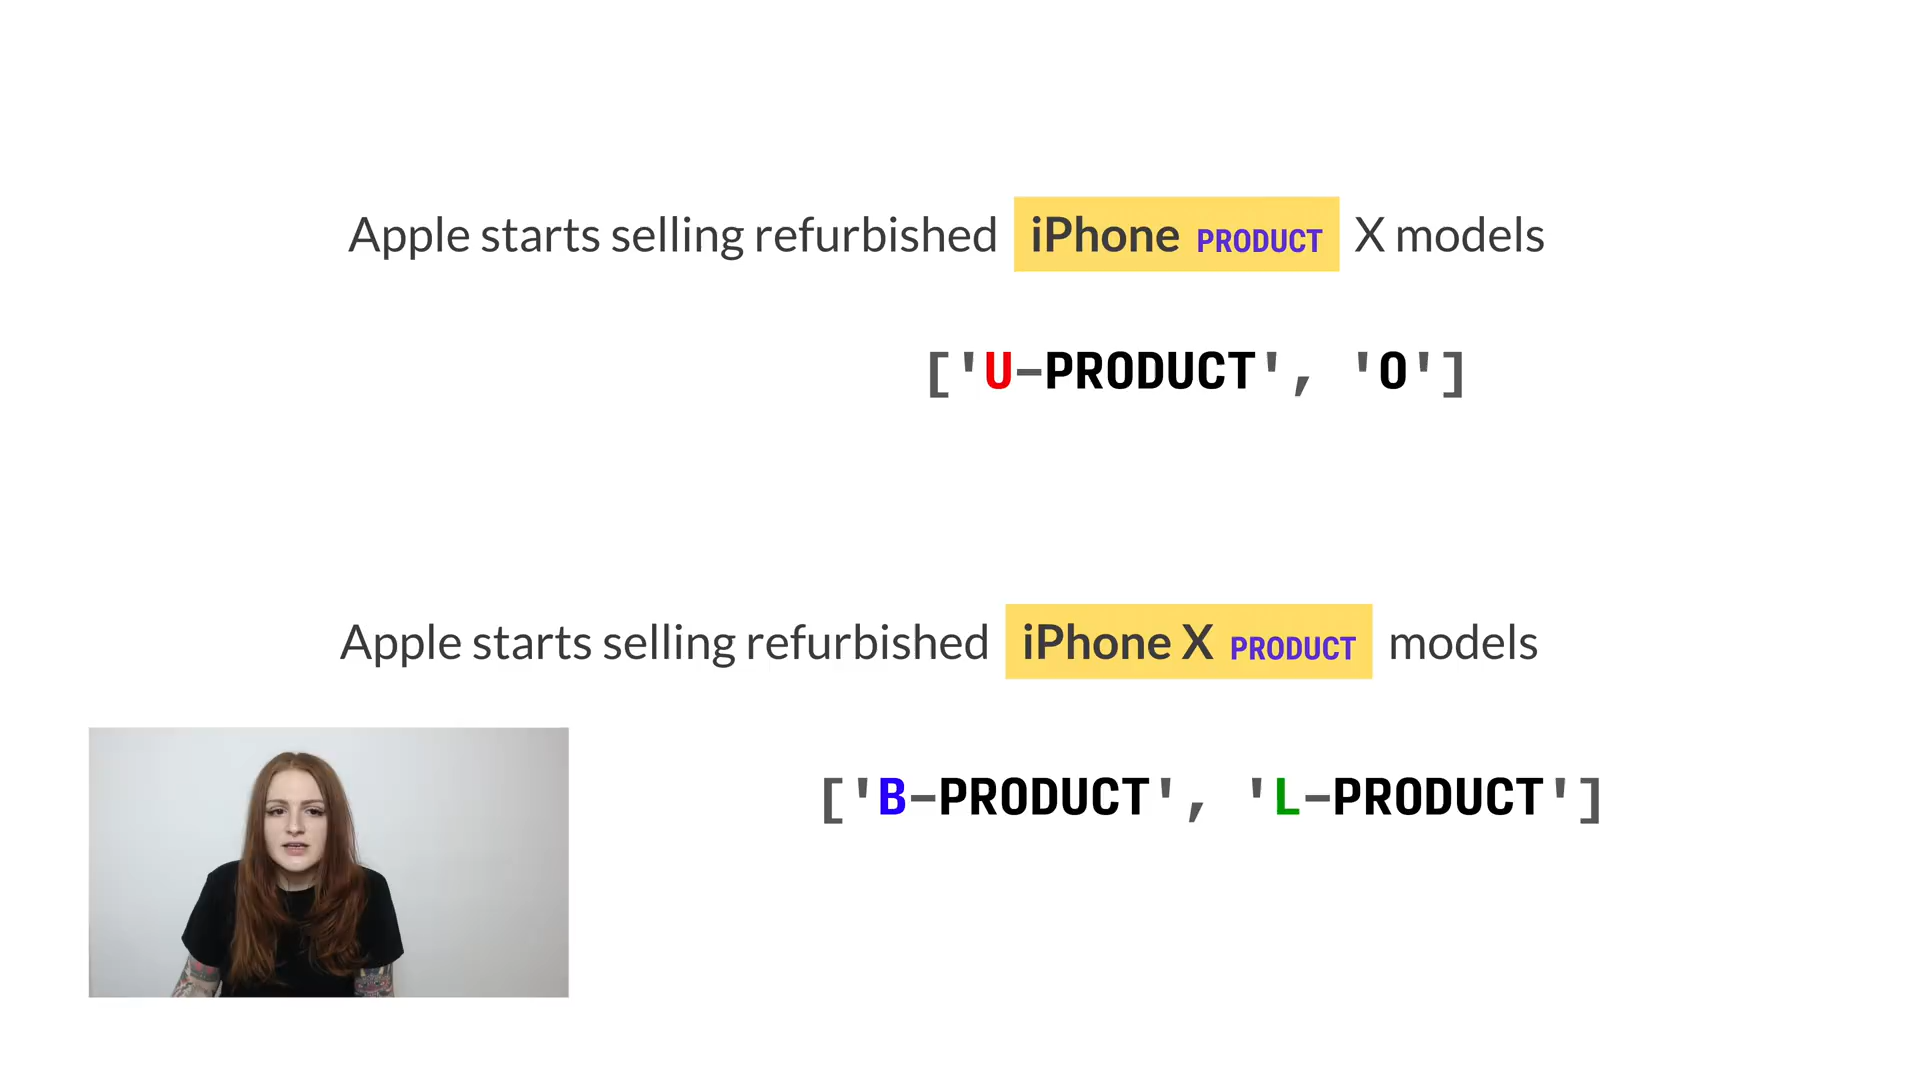 Apple starts selling refurbished iPhone PRODUCT X models
['U-PRODUCT', 'O']
Apple starts selling refurbished iPhone X PRODUCT models
['B-PRODUCT', 'L-PRODUCT']